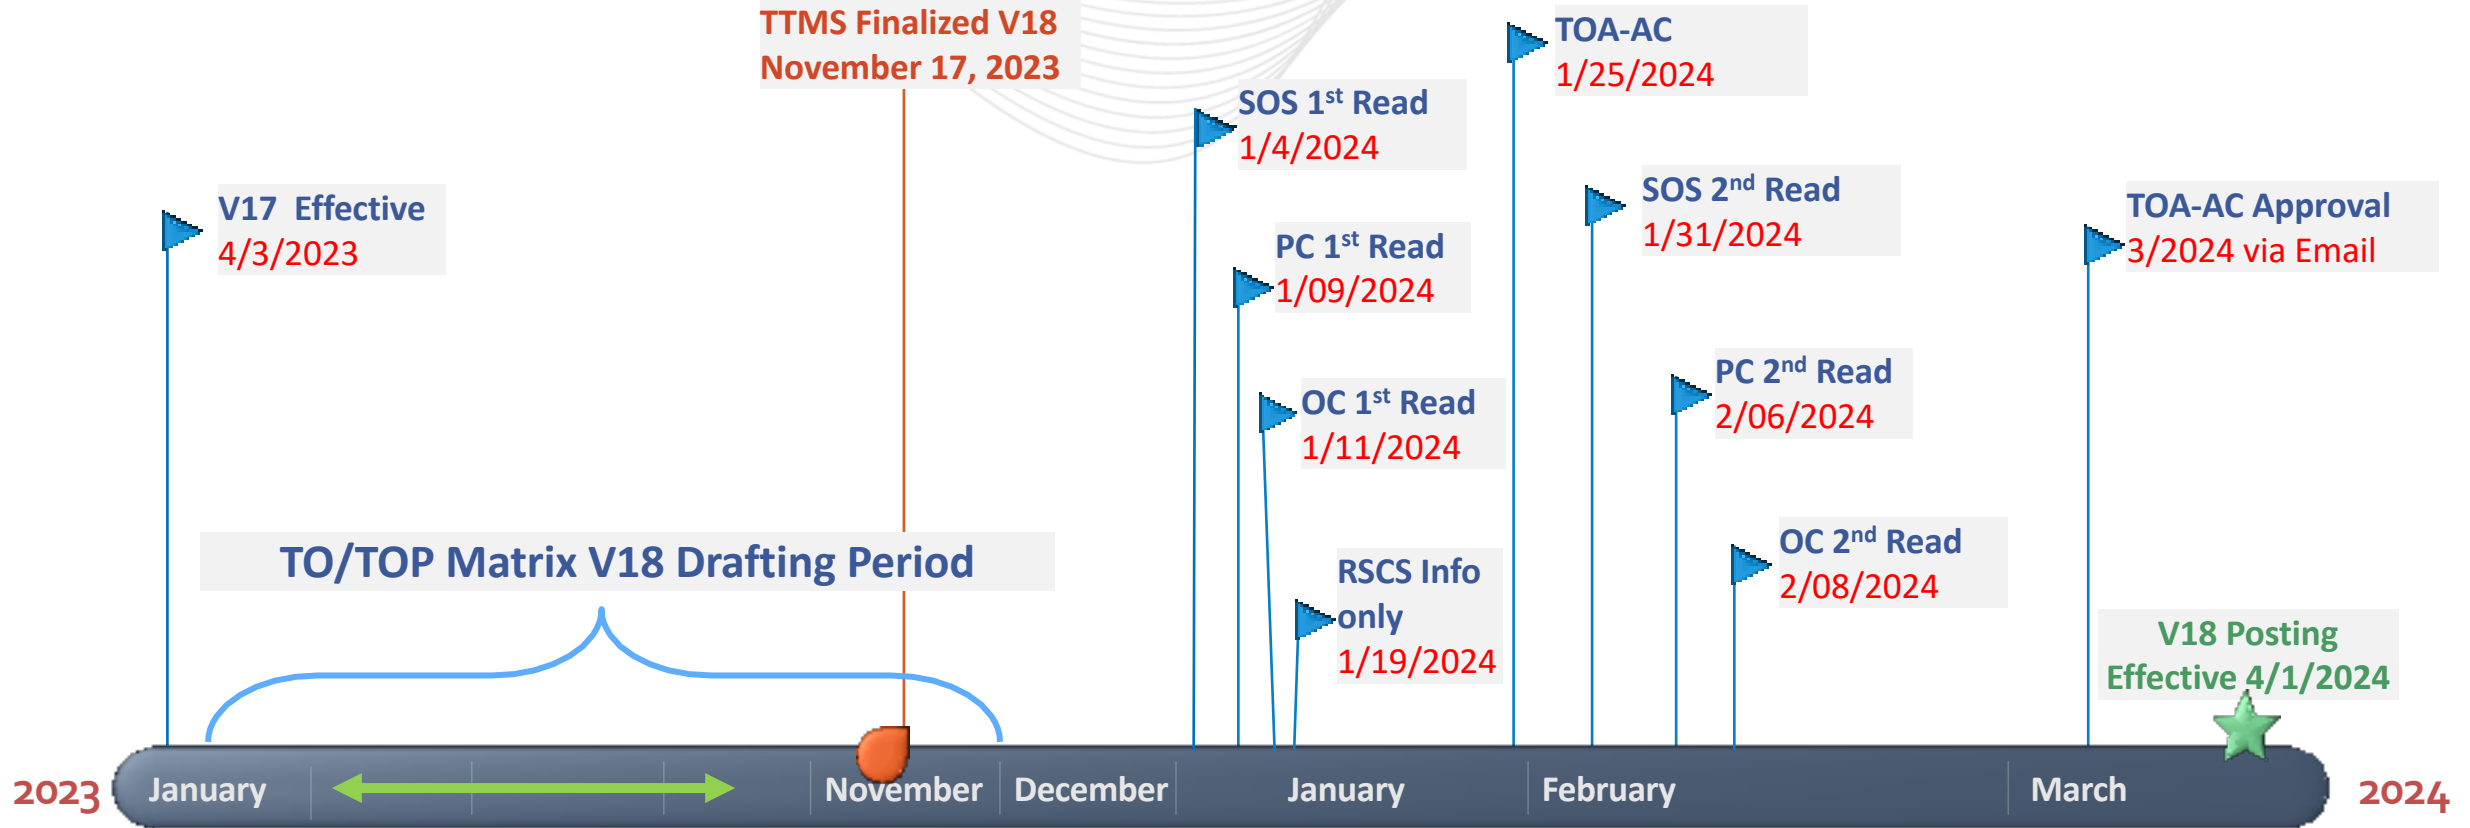 TTMS Finalized V18
November 17, 2023
TOA-AC
1/25/2024
SOS 1st Read
1/4/2024
V17  Effective
4/3/2023
SOS 2nd Read
1/31/2024
TOA-AC Approval
3/2024 via Email
PC 1st Read
1/09/2024
OC 1st Read
1/11/2024
PC 2nd Read
2/06/2024
TO/TOP Matrix V18 Drafting Period
RSCS Info
only
1/19/2024
OC 2nd Read
2/08/2024
V18 Posting
Effective 4/1/2024
2023 January November December January February March 2024